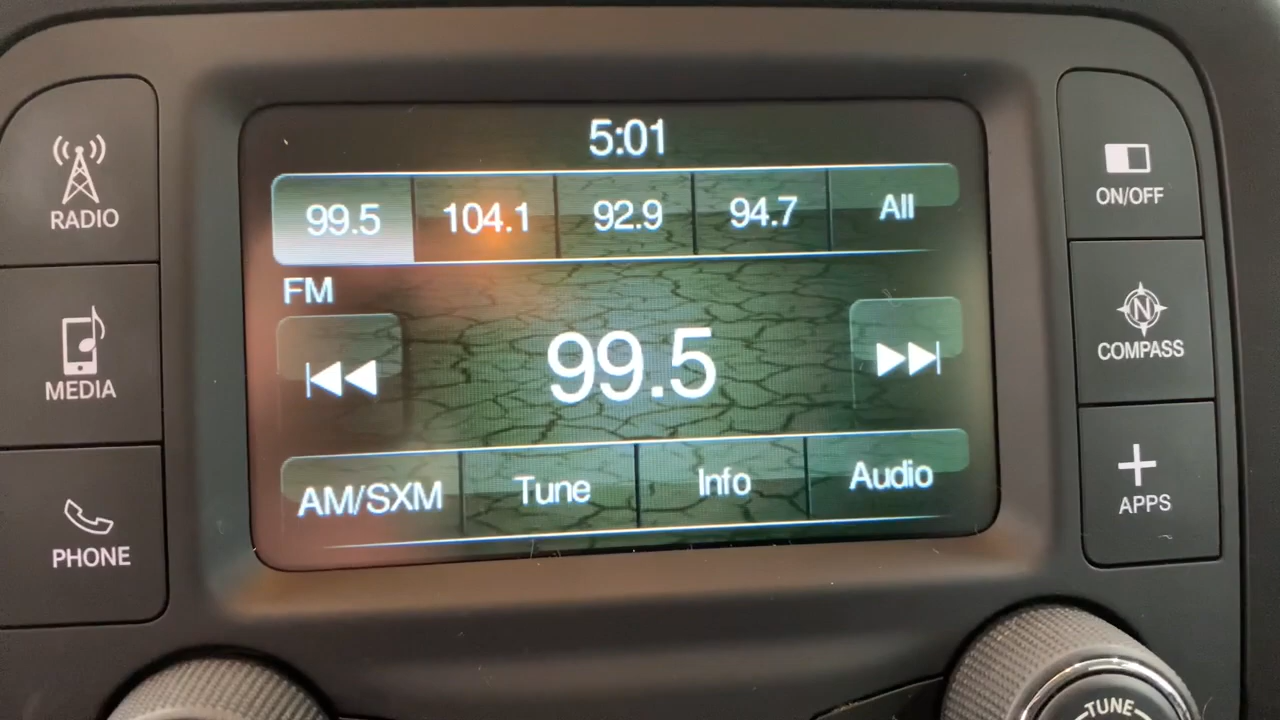 5:01
99.5 104.1 92.9 94.7 All
FM
99.5
AM/SXM Tune Info Audio
RADIO
MEDIA
PHONE
ON/OFF
N
COMPASS
APPS
TUNE